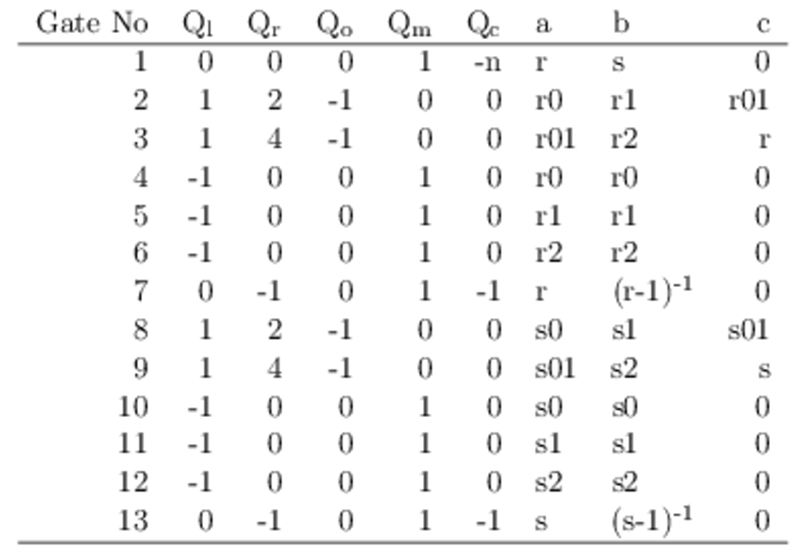 Gate No Ql Qr Qo Qm Qc a b c
1 0 0 0 1 -n r s 0
2 1 2 -1 0 0 r0 r1 r01
3 1 4 -1 0 0 r01 r2 r
4 -1 0 0 1 0 r0 r0 0
5 -1 0 0 1 0 r1 r1 0
6 -1 0 0 1 0 r2 r2 0
7 0 -1 0 1 -1 r (r-1)-1 0
8 1 2 -1 0 0 s0 s1 s01
9 1 4 -1 0 0 s01 s2 s
10 -1 0 0 1 0 s0 s0 0
11 -1 0 0 1 0 s1 s1 0
12 -1 0 0 1 0 s2 s2 0
13 0 -1 0 1 -1 s (s-1)-1 0